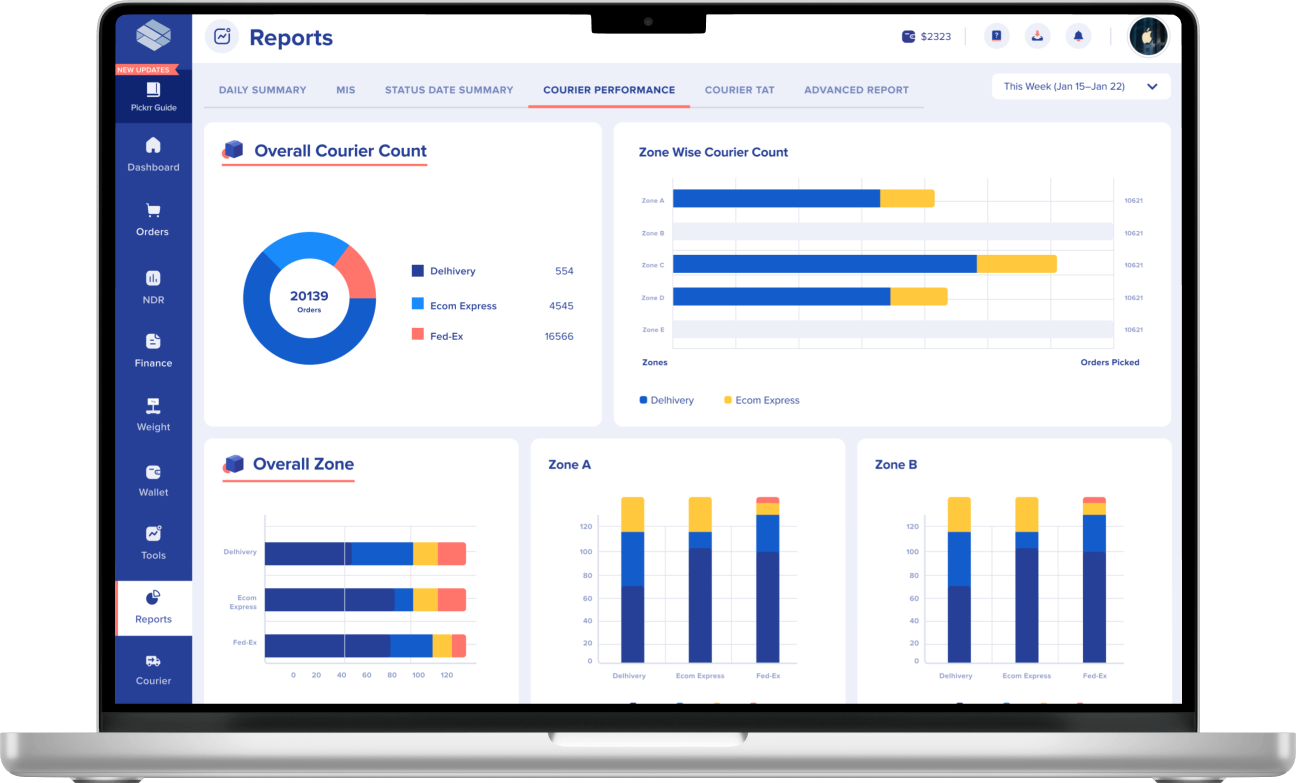 Reports
$2323
NEW UPDATES
Pickrr Guide
Dashboard
Orders
NDR
Finance
Weight
Wallet
Tools
Reports
Courier
DAILY SUMMARY
MIS
STATUS DATE SUMMARY
COURIER PERFORMANCE
COURIER TAT
ADVANCED REPORT
This Week (Jan 15–Jan 22)
Overall Courier Count
20139
Orders
Delhivery 554
Ecom Express 4545
Fed-Ex 16566
Zone Wise Courier Count
Zone A 10621
Zone B 10621
Zone C 10621
Zone D 10621
Zone E 10621
Zones Orders Picked
Delhivery Ecom Express
Overall Zone
Delhivery
Ecom
Express
Fed-Ex
0 20 40 60 80 100 120
Zone A
120
100
80
60
40
20
0
Delhivery Ecom Express Fed-Ex
Zone B
120
100
80
60
40
20
0
Delhivery Ecom Express Fed-Ex